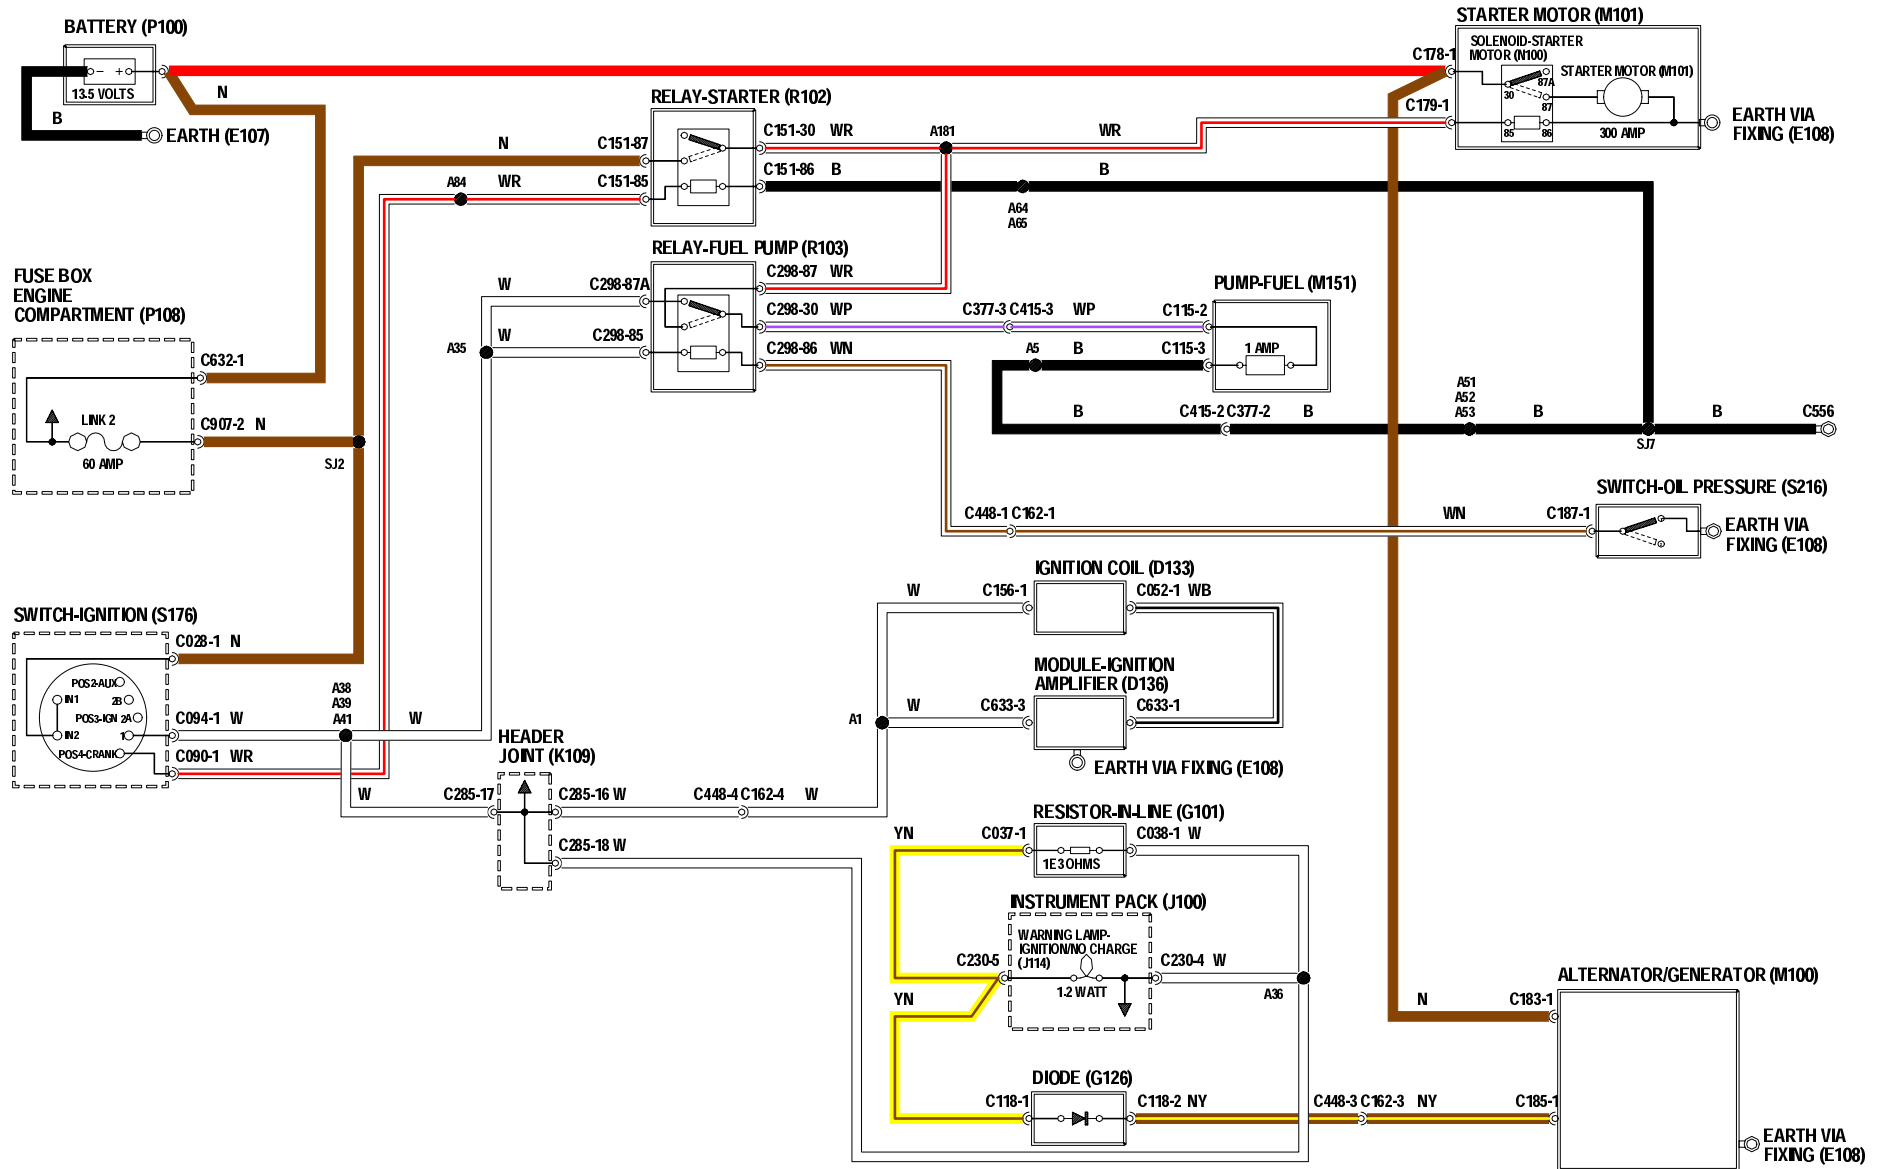 BATTERY (P100)
13·5 VOLTS
N
B
EARTH (E107)
STARTER MOTOR (M101)
C178-1
SOLENOID-STARTER
MOTOR (N100)
STARTER MOTOR (M101)
87A
30
87
85
86
300 AMP
C179-1
EARTH VIA
FIXING (E108)
RELAY-STARTER (R102)
N
C151-87
C151-30 WR
A181
WR
A84
WR
C151-85
C151-86 B
B
A64
A65
RELAY-FUEL PUMP (R103)
W
C298-87A
C298-87 WR
C298-30 WP
C377-3 C415-3
WP
C115-2
PUMP-FUEL (M151)
1 AMP
W
C298-85
A35
C298-86 WN
A5
B
C115-3
FUSE BOX
ENGINE
COMPARTMENT (P108)
C632-1
LINK 2
60 AMP
C907-2 N
SJ2
B
C415-2 C377-2
B
A51
A52
A53
B
SJ7
B
C556
SWITCH-OIL PRESSURE (S216)
C448-1 C162-1
WN
C187-1
EARTH VIA
FIXING (E108)
IGNITION COIL (D133)
W
C156-1
C052-1 WB
MODULE-IGNITION
AMPLIFIER (D136)
A1
W
C633-3
C633-1
EARTH VIA FIXING (E108)
SWITCH-IGNITION (S176)
C028-1 N
POS2-AUX
IN1
2B
POS3-IGN 2A
IN2
1
POS4-CRANK
C094-1 W
A38
A39
A41
W
C090-1 WR
HEADER
JOINT (K109)
W
C285-17
C285-16 W
C448-4 C162-4
W
C285-18 W
RESISTOR-IN-LINE (G101)
YN
C037-1
C038-1 W
1E3 OHMS
INSTRUMENT PACK (J100)
WARNING LAMP-
IGNITION/NO CHARGE
(J114)
1.2 WATT
C230-5
C230-4 W
A36
YN
DIODE (G126)
C118-1
C118-2 NY
C448-3 C162-3
NY
C185-1
ALTERNATOR/GENERATOR (M100)
N
C183-1
EARTH VIA
FIXING (E108)